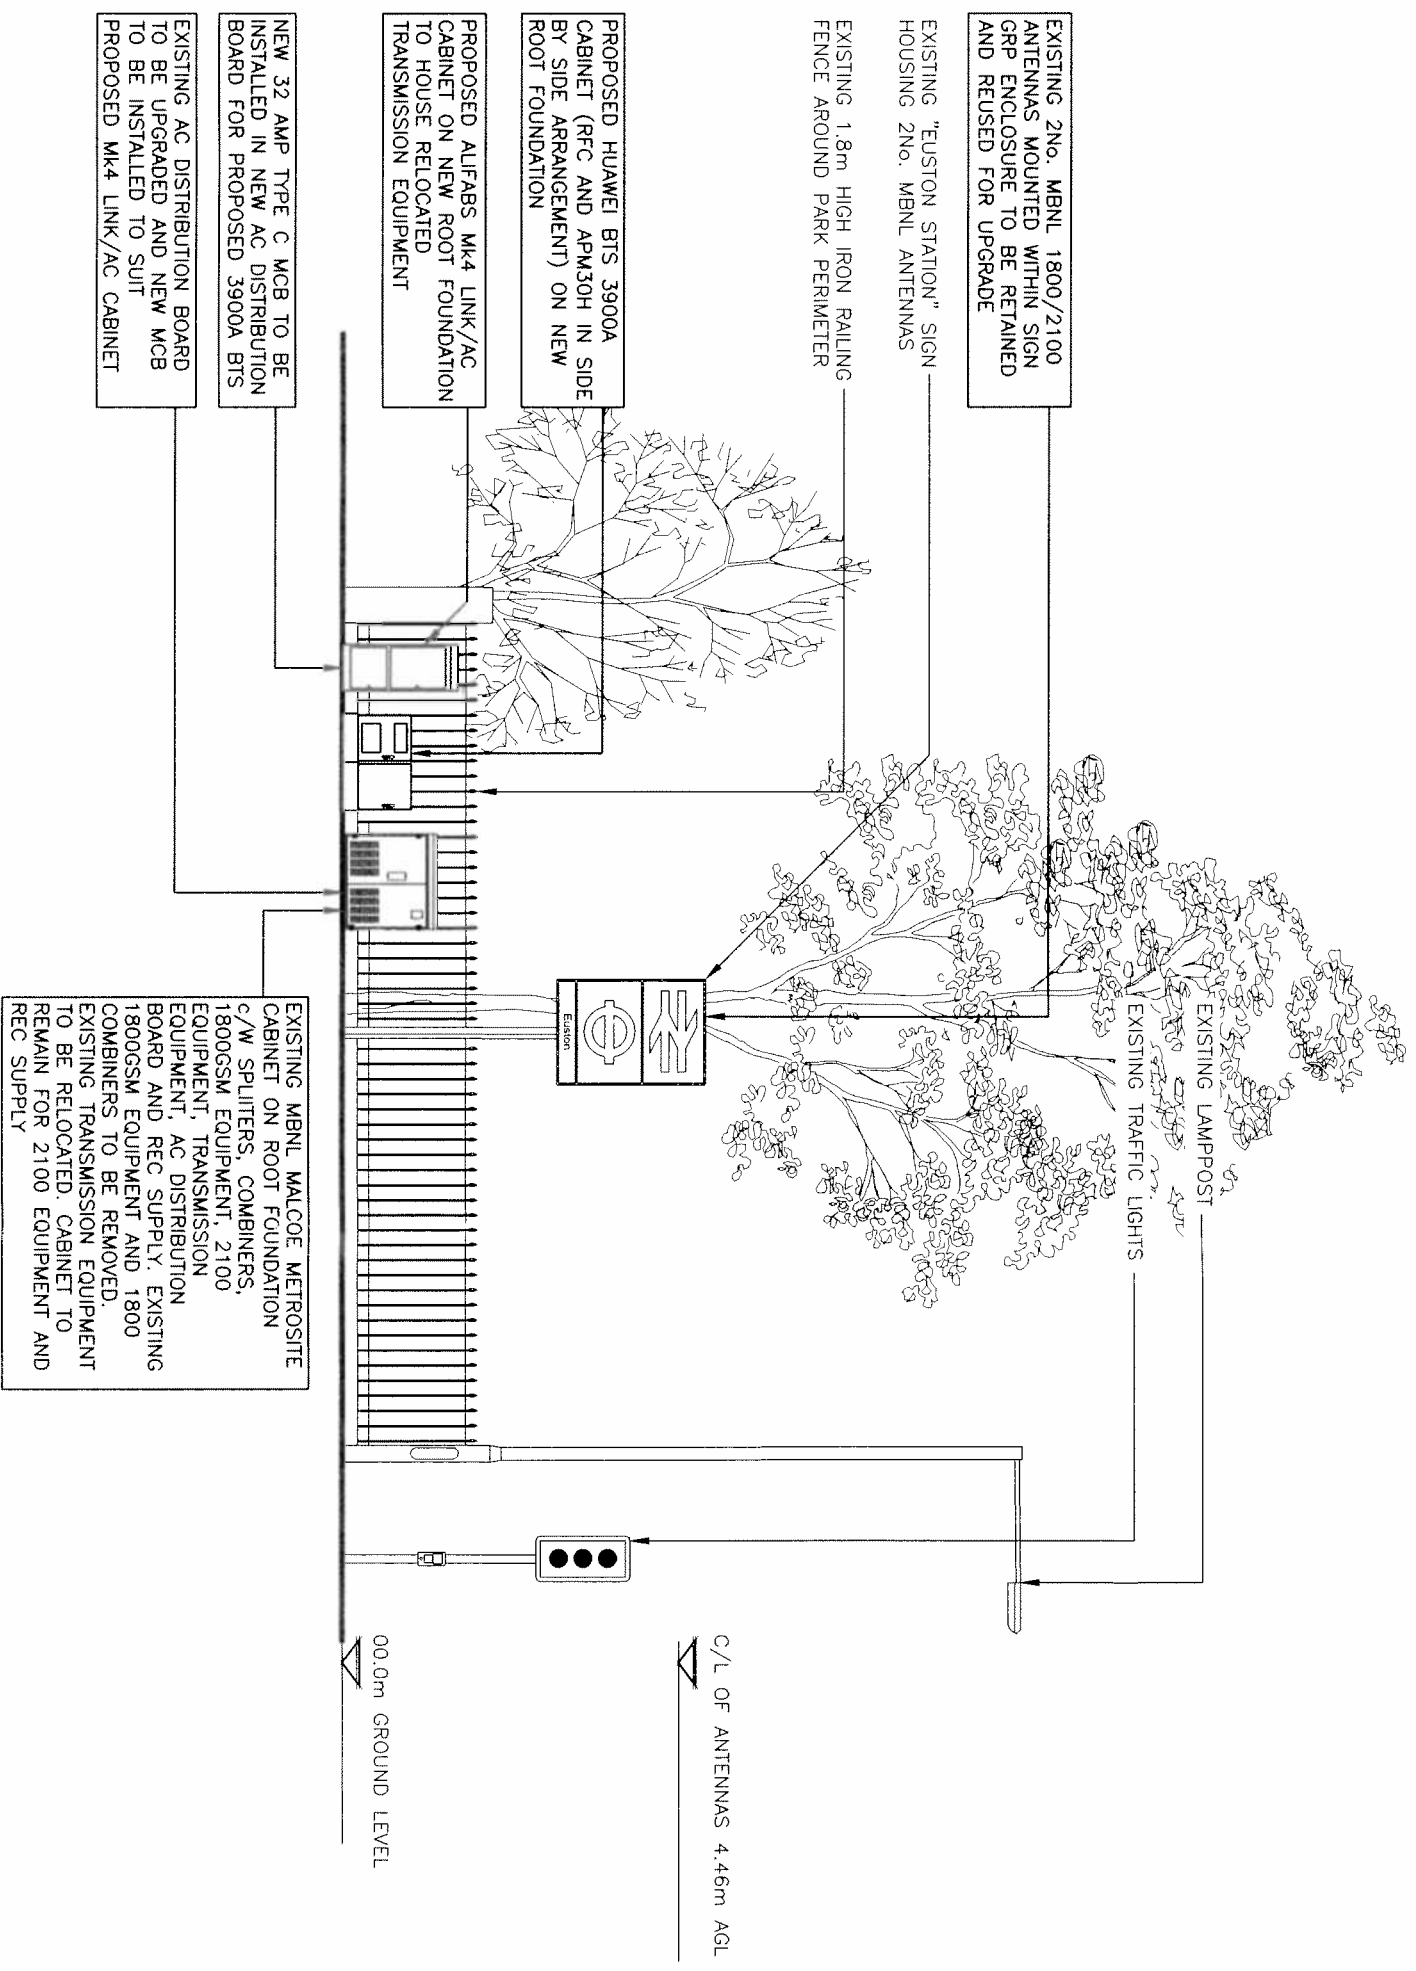 EXISTING 2No. MBNL 1800/2100
ANTENNAS MOUNTED WITHIN SIGN
GRP ENCLOSURE TO BE RETAINED
AND REUSED FOR UPGRADE
EXISTING "EUSTON STATION" SIGN
HOUSING 2No. MBNL ANTENNAS
EXISTING 1.8m HIGH IRON RAILING
FENCE AROUND PARK PERIMETER
PROPOSED HUAWEI BTS 3900A
CABINET (RFC AND APM30H IN SIDE
BY SIDE ARRANGEMENT) ON NEW
ROOT FOUNDATION
PROPOSED ALIFABS Mk4 LINK/AC
CABINET ON NEW ROOT FOUNDATION
TO HOUSE RELOCATED
TRANSMISSION EQUIPMENT
NEW 32 AMP TYPE C MCB TO BE
INSTALLED IN NEW AC DISTRIBUTION
BOARD FOR PROPOSED 3900A BTS
EXISTING AC DISTRIBUTION BOARD
TO BE UPGRADED AND NEW MCB
TO BE INSTALLED TO SUIT
PROPOSED Mk4 LINK/AC CABINET
Euston
EXISTING LAMPPOST
EXISTING TRAFFIC LIGHTS
EXISTING MBNL MALCOE METROSITE
CABINET ON ROOT FOUNDATION
c/w SPLIITERS, COMBINERS,
1800GSM EQUIPMENT, 2100
EQUIPMENT, TRANSMISSION
EQUIPMENT, AC DISTRIBUTION
BOARD AND REC SUPPLY. EXISTING
1800GSM EQUIPMENT AND 1800
COMBINERS TO BE REMOVED.
EXISTING TRANSMISSION EQUIPMENT
TO BE RELOCATED. CABINET TO
REMAIN FOR 2100 EQUIPMENT AND
REC SUPPLY
C/L OF ANTENNAS 4.46m AGL
00.0m GROUND LEVEL